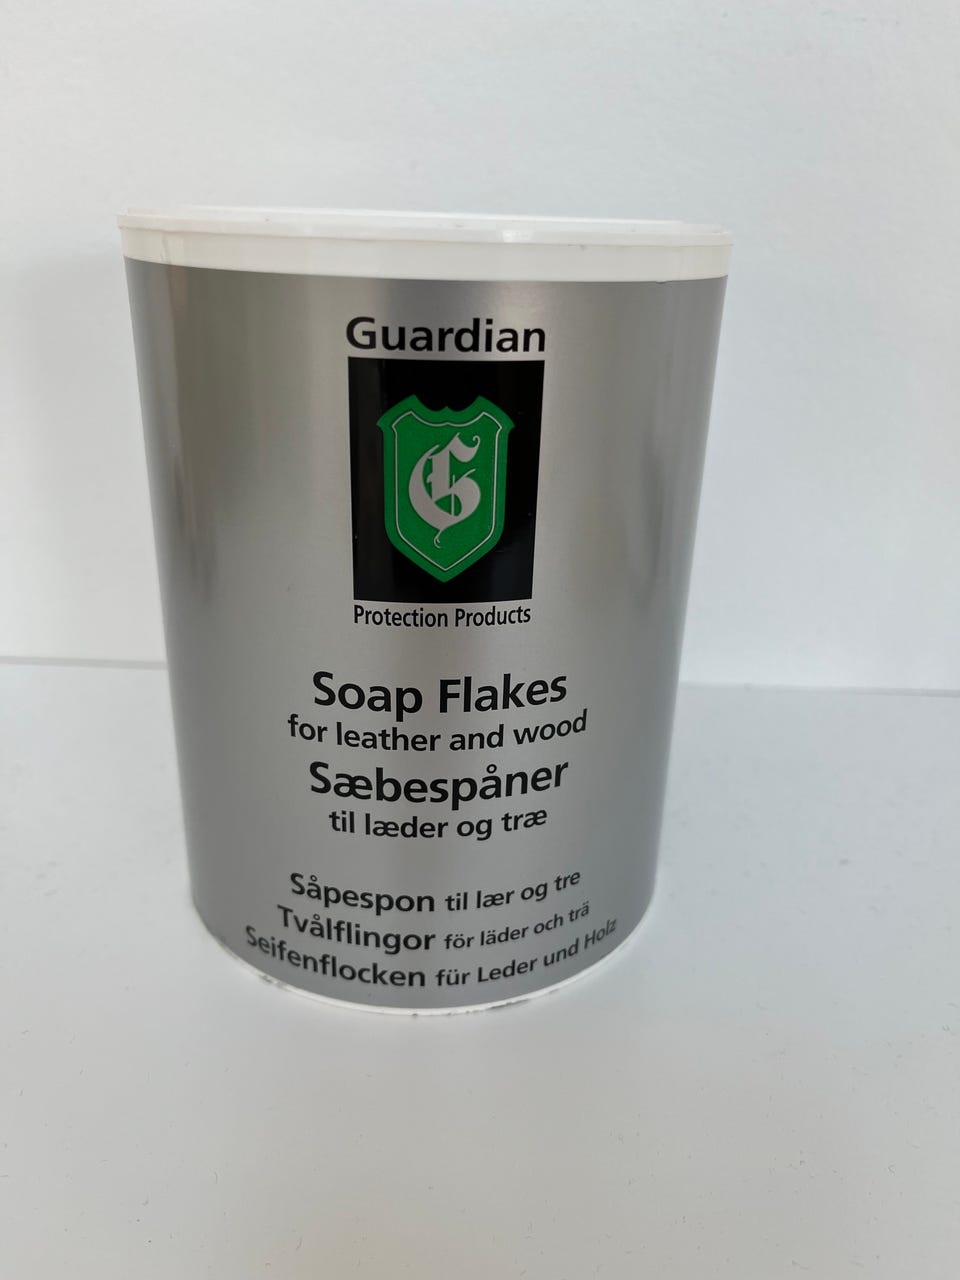 Guardian
G
Protection Products
Soap Flakes
for leather and wood
Sæbespåner
til læder og træ
Såpespon til lær og tre
Tvålflingor för läder och trä
Seifenflocken für Leder und Holz